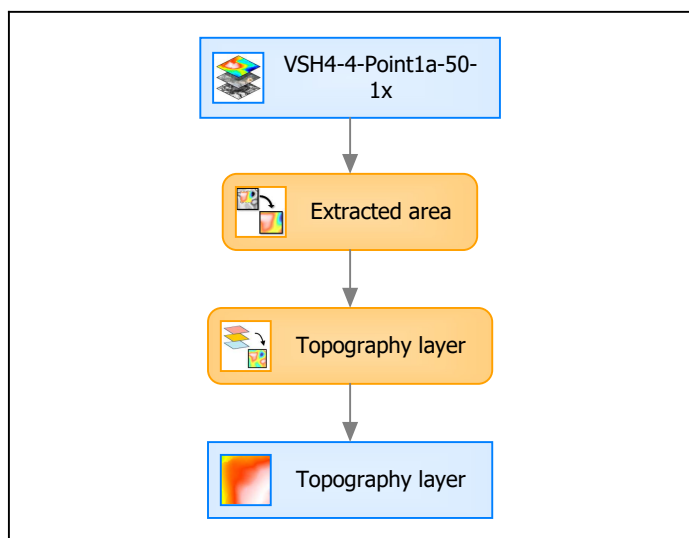 VSH4-4-Point1a-50-
1x
Extracted area
Topography layer
Topography layer